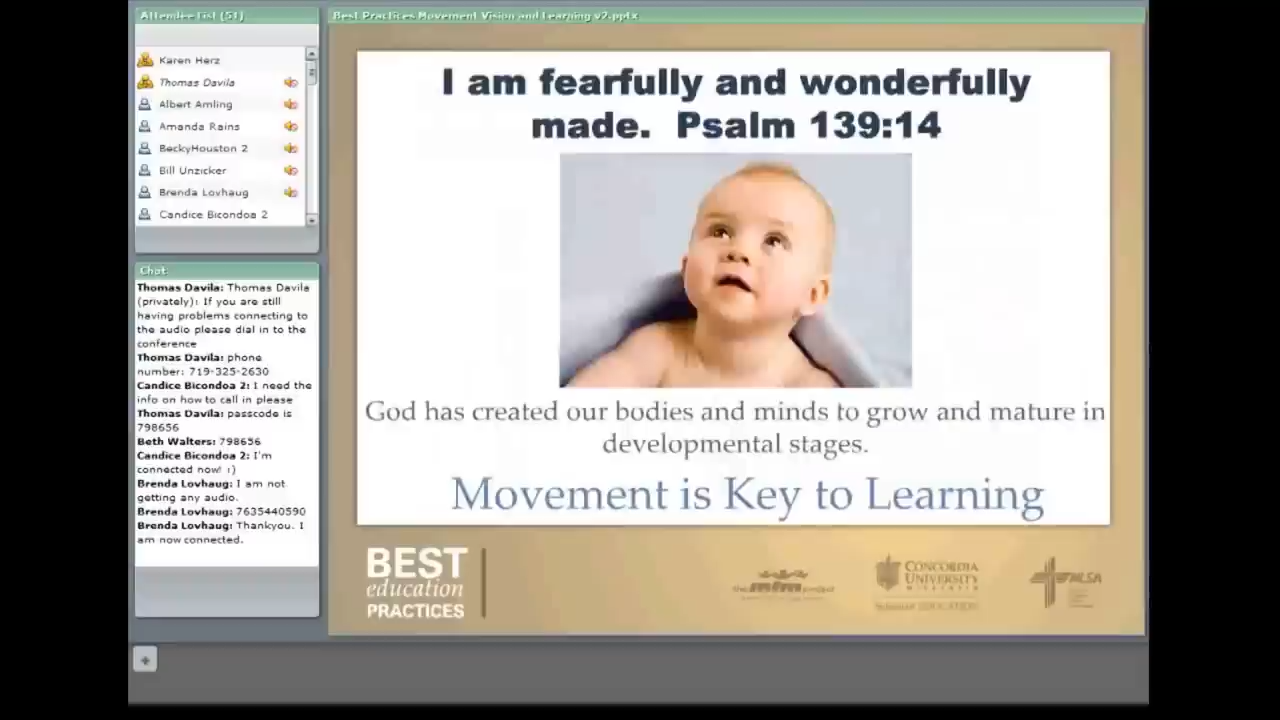 Attendee List (51)
Karen Herz
Thomas Davila
Albert Amling
Amanda Rains
BeckyHouston 2
Bill Unzicker
Brenda Lovhaug
Candice Bicondoa 2
Chat
Thomas Davila: Thomas Davila
(privately): If you are still
having problems connecting to
the audio please dial in to the
conference
Thomas Davila: phone
number: 719-325-2630
Candice Bicondoa 2: I need the
info on how to call in please
Thomas Davila: passcode is
798656
Beth Walters: 798656
Candice Bicondoa 2: I'm
connected now! :)
Brenda Lovhaug: I am not
getting any audio.
Brenda Lovhaug: 7635440590
Brenda Lovhaug: Thankyou. I
am now connected.
Best Practices Movement Vision and Learning v2.pptx
I am fearfully and wonderfully
made. Psalm 139:14
God has created our bodies and minds to grow and mature in
developmental stages.
Movement is Key to Learning
BEST
education
PRACTICES
the mfm project
CONCORDIA
UNIVERSITY